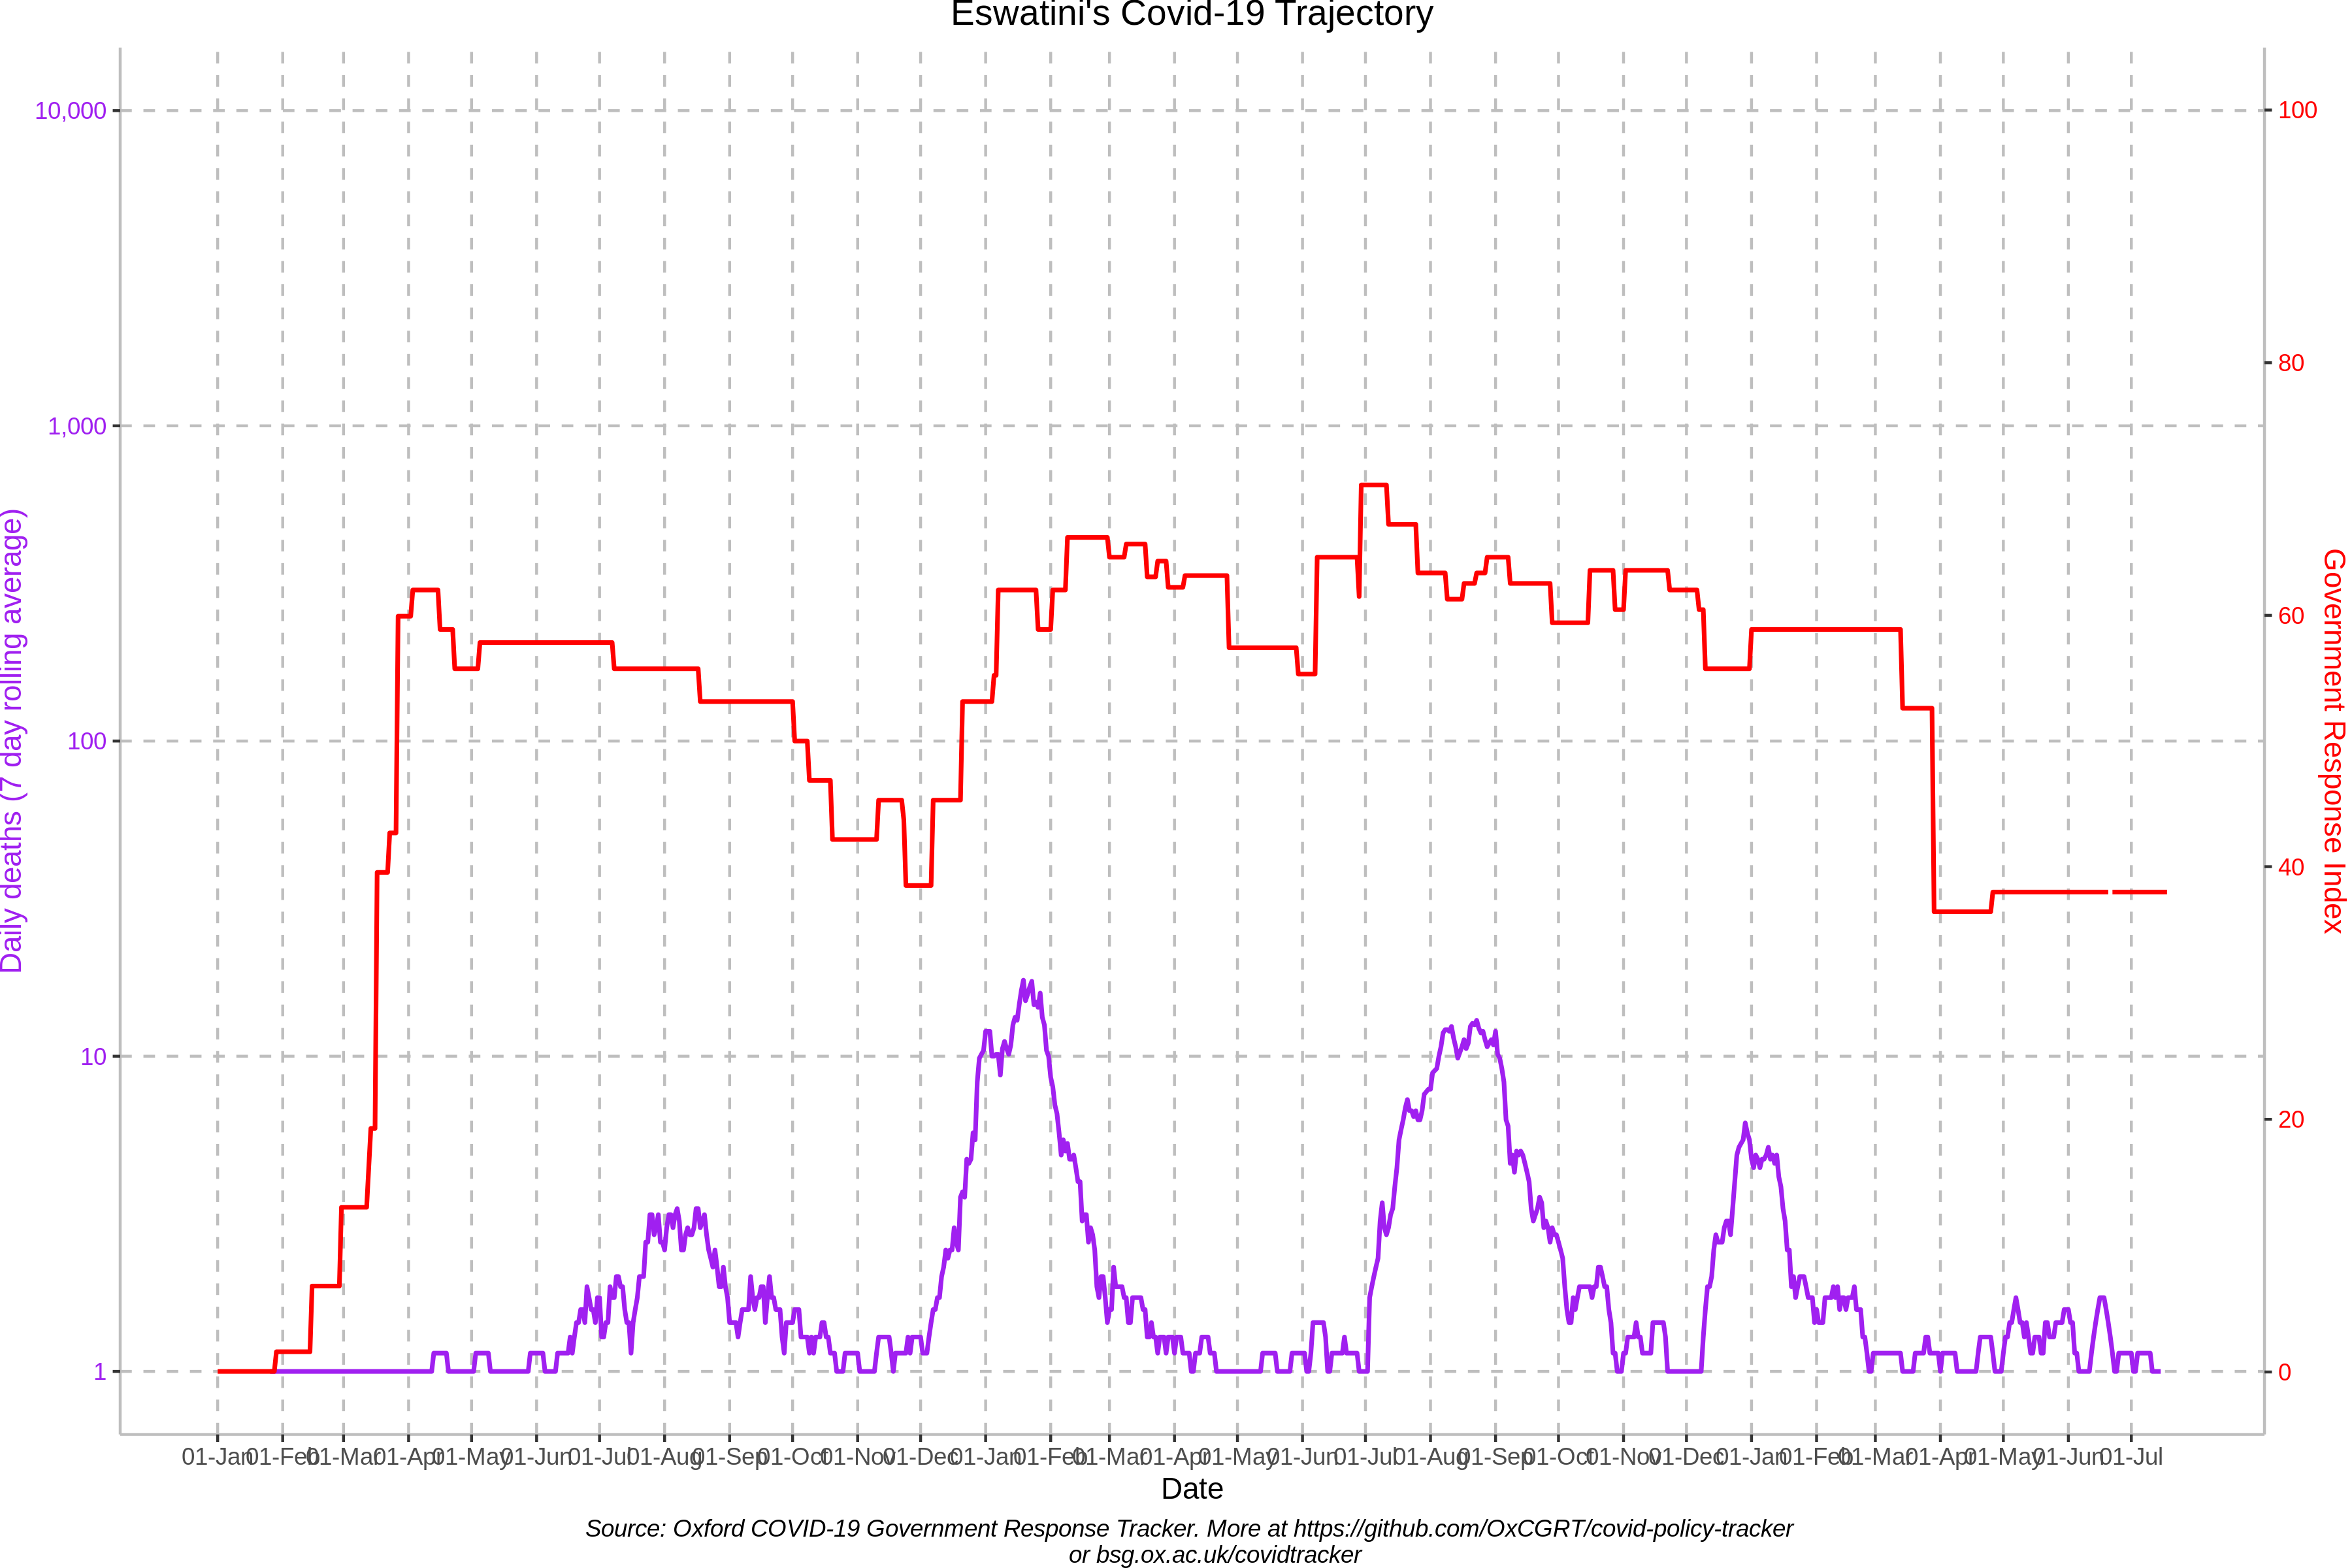 Eswatini's Covid-19 Trajectory
10,000
1,000
100
10
1
Daily deaths (7 day rolling average)
100
80
60
40
20
0
Government Response Index
01-Jan 01-Feb 01-Mar 01-Apr 01-May 01-Jun 01-Jul 01-Aug 01-Sep 01-Oct 01-Nov 01-Dec 01-Jan 01-Feb 01-Mar 01-Apr 01-May 01-Jun 01-Jul 01-Aug 01-Sep 01-Oct 01-Nov 01-Dec 01-Jan 01-Feb 01-Mar 01-Apr 01-May 01-Jun 01-Jul
Date
Source: Oxford COVID-19 Government Response Tracker. More at https://github.com/OxCGRT/covid-policy-tracker
or bsg.ox.ac.uk/covidtracker